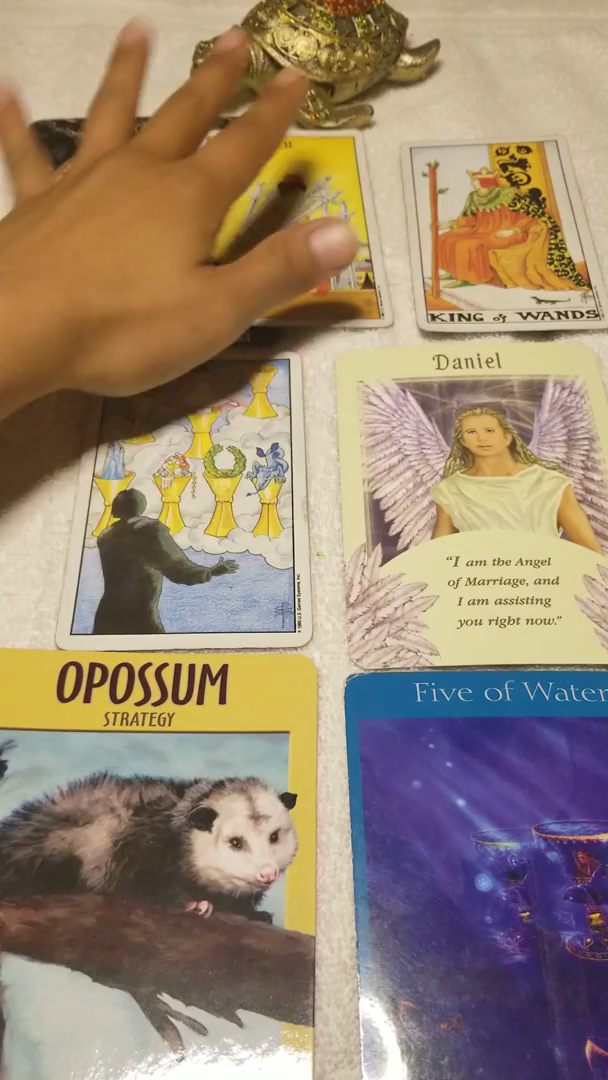 II
KING of WANDS
Daniel
"I am the Angel
of Marriage, and
I am assisting
you right now."
OPOSSUM
STRATEGY
Five of Water